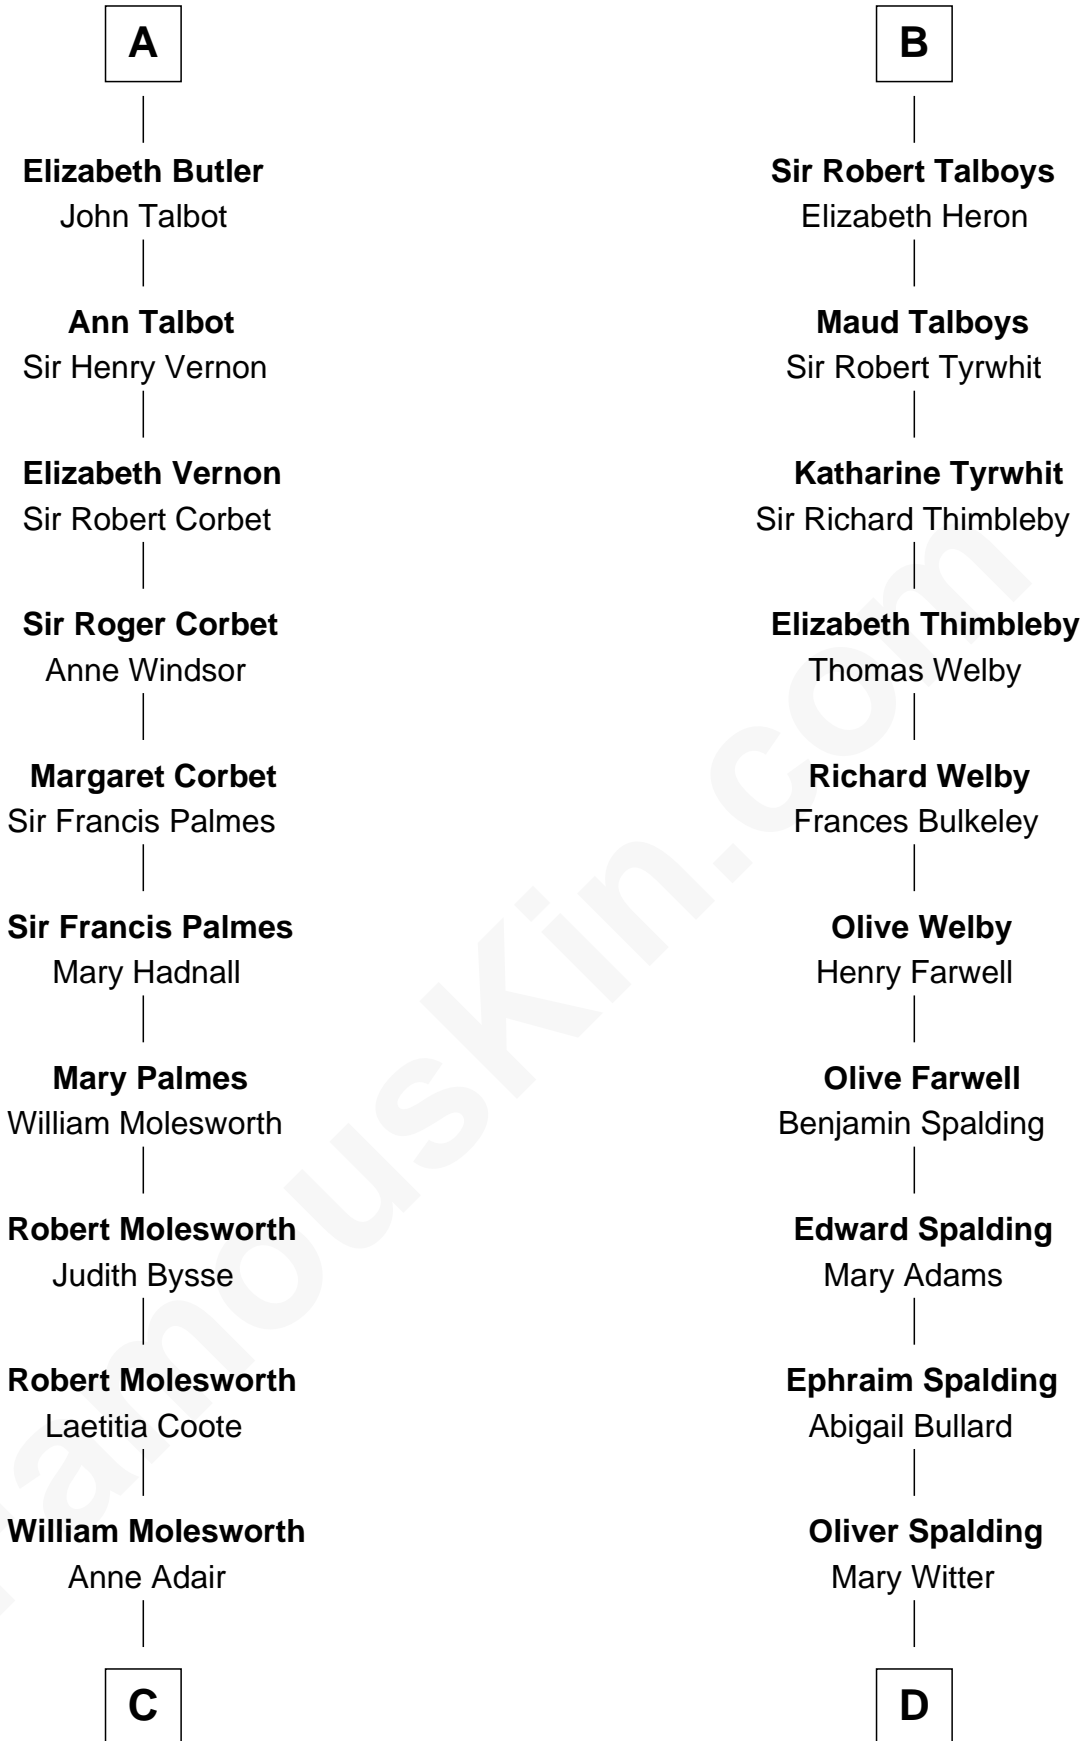 A
Elizabeth Butler
John Talbot
Ann Talbot
Sir Henry Vernon
Elizabeth Vernon
Sir Robert Corbet
Sir Roger Corbet
Anne Windsor
Margaret Corbet
Sir Francis Palmes
Sir Francis Palmes
Mary Hadnall
Mary Palmes
William Molesworth
Robert Molesworth
Judith Bysse
Robert Molesworth
Laetitia Coote
William Molesworth
Anne Adair
C
B
Sir Robert Talboys
Elizabeth Heron
Maud Talboys
Sir Robert Tyrwhit
Katharine Tyrwhit
Sir Richard Thimbleby
Elizabeth Thimbleby
Thomas Welby
Richard Welby
Frances Bulkeley
Olive Welby
Henry Farwell
Olive Farwell
Benjamin Spalding
Edward Spalding
Mary Adams
Ephraim Spalding
Abigail Bullard
Oliver Spalding
Mary Witter
D
FamousKin.com